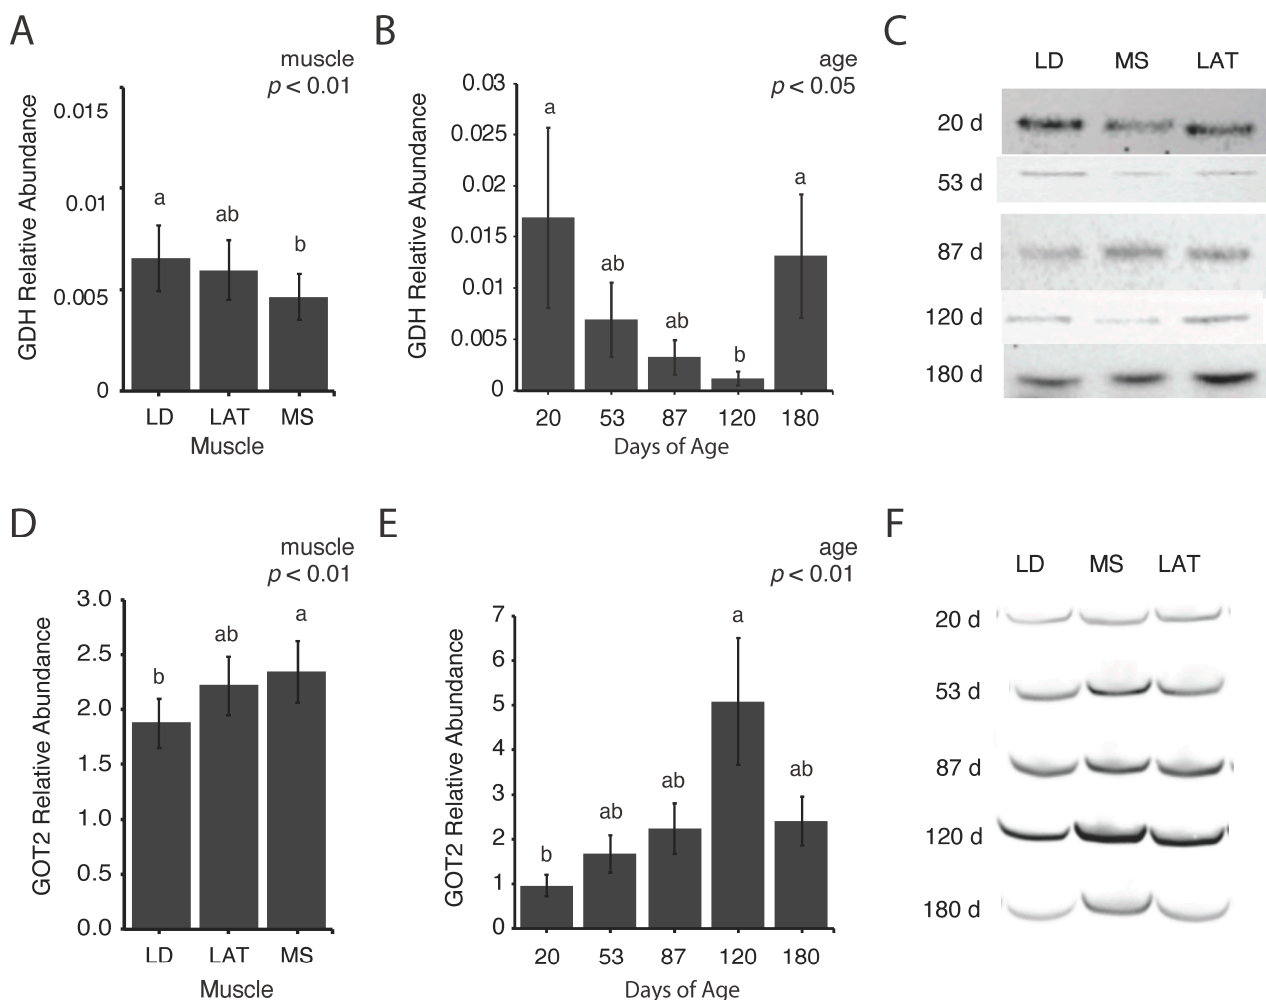 A
muscle
p < 0.01
GDH Relative Abundance
0.015
0.01
0.005
0
a
ab
b
LD LAT MS
Muscle
B
age
p < 0.05
GDH Relative Abundance
0.03
0.025
0.02
0.015
0.01
0.005
0
a
ab
ab
b
a
20 53 87 120 180
Days of Age
C
LD MS LAT
20 d
53 d
87 d
120 d
180 d
D
muscle
p < 0.01
GOT2 Relative Abundance
3.0
2.5
2.0
1.5
1.0
0.5
0.0
b
ab
a
LD LAT MS
Muscle
E
age
p < 0.01
GOT2 Relative Abundance
7
6
5
4
3
2
1
0
b
ab
ab
a
ab
20 53 87 120 180
Days of Age
F
LD MS LAT
20 d
53 d
87 d
120 d
180 d